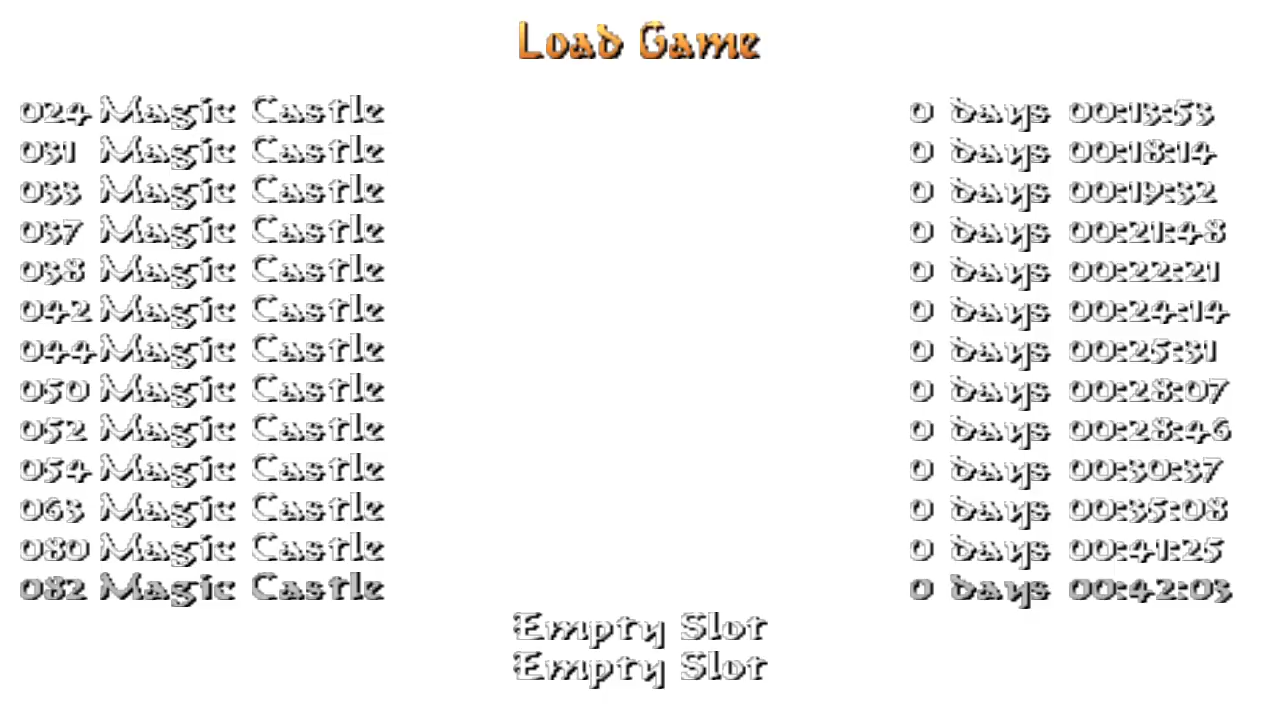 Load Game
024 Magic Castle 0 days 00:13:53
031 Magic Castle 0 days 00:18:14
033 Magic Castle 0 days 00:19:32
037 Magic Castle 0 days 00:21:48
038 Magic Castle 0 days 00:22:21
042 Magic Castle 0 days 00:24:14
044 Magic Castle 0 days 00:25:31
050 Magic Castle 0 days 00:28:07
052 Magic Castle 0 days 00:28:46
054 Magic Castle 0 days 00:30:37
063 Magic Castle 0 days 00:35:08
080 Magic Castle 0 days 00:41:25
082 Magic Castle 0 days 00:42:03
Empty Slot
Empty Slot